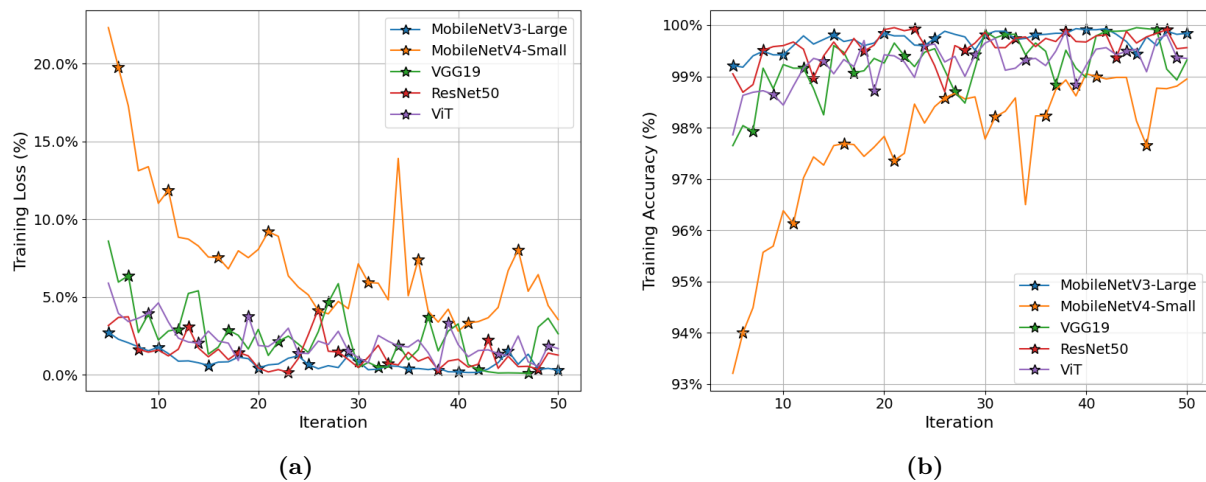 20.0%
15.0%
10.0%
5.0%
0.0%
Training Loss (%)
10
20
30
40
50
Iteration
MobileNetV3-Large
MobileNetV4-Small
VGG19
ResNet50
ViT
(a)
100%
99%
98%
97%
96%
95%
94%
93%
Training Accuracy (%)
10
20
30
40
50
Iteration
MobileNetV3-Large
MobileNetV4-Small
VGG19
ResNet50
ViT
(b)